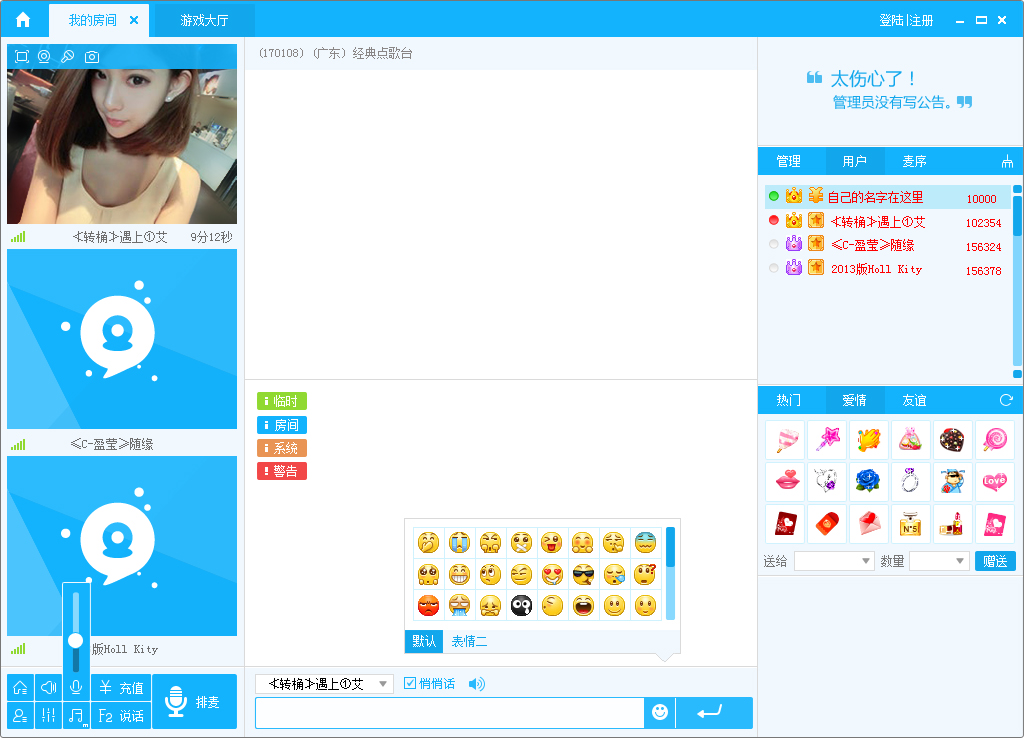 我的房间 游戏大厅 登陆|注册
(170108) (广东) 经典点歌台
太伤心了！
管理员没有写公告。
管理 用户 麦序
自己的名字在这里 10000
遇上①艾 102354
≪C-盈莹≫随缘 156324
2013版Holl Kity 156378
遇上①艾 9分12秒
≪C-盈莹≫随缘
版Holl Kity
临时
房间
系统
警告
默认 表情二
热门 爱情 友谊
Love
N°5
送给 数量 赠送
遇上①艾 悄悄话
￥ 充值
F2 说话
排麦